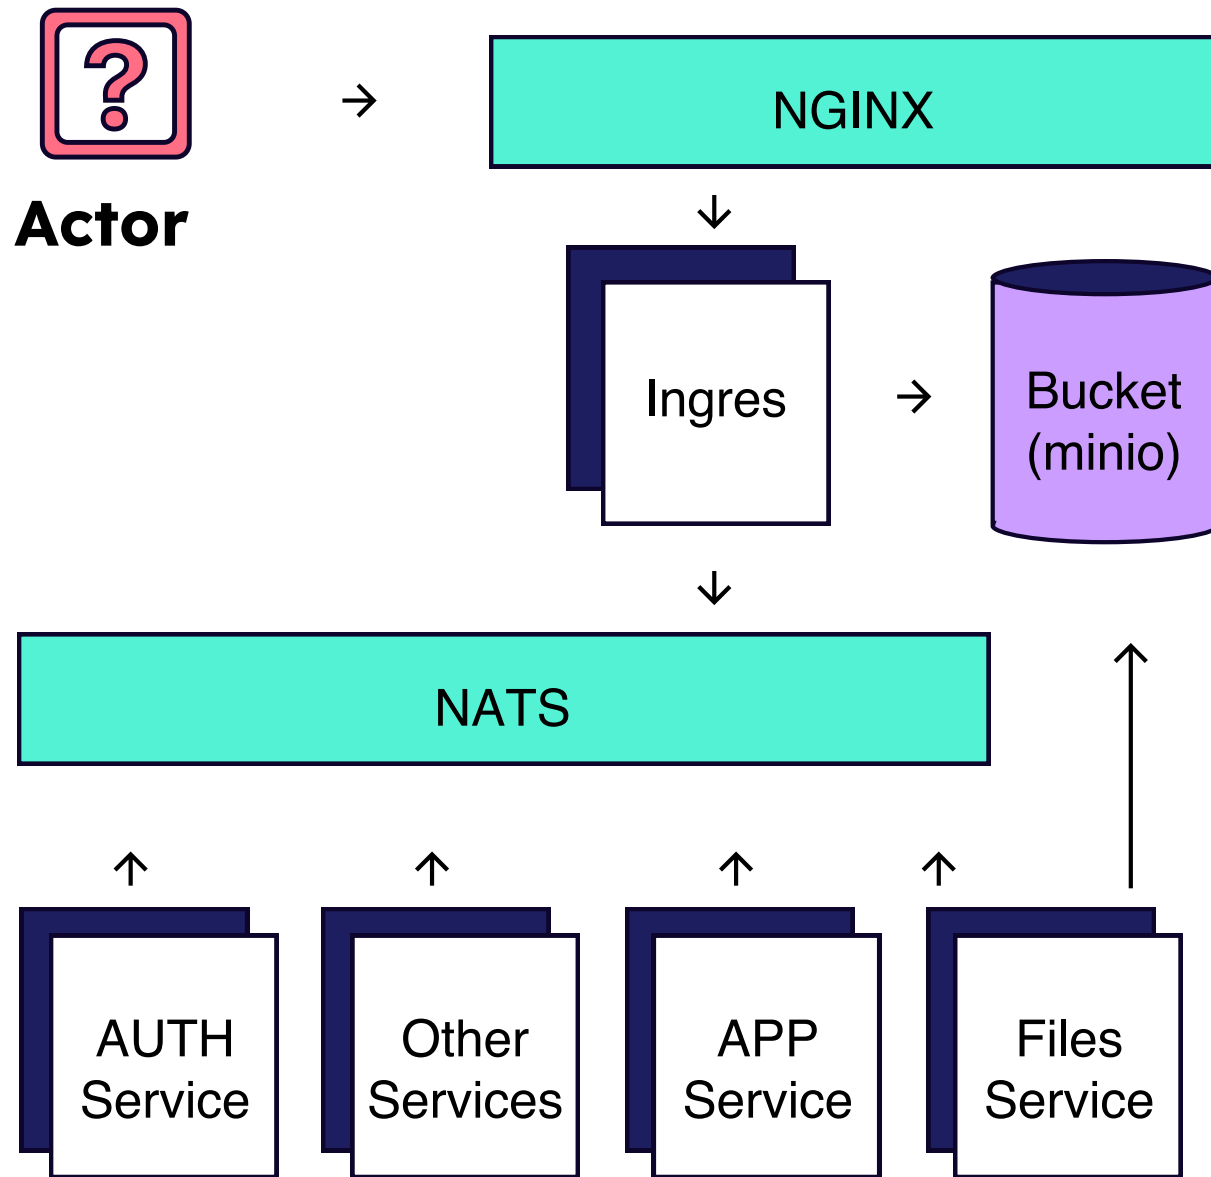 ?
Actor
NGINX
Ingres
Bucket
(minio)
NATS
AUTH
Service
Other
Services
APP
Service
Files
Service